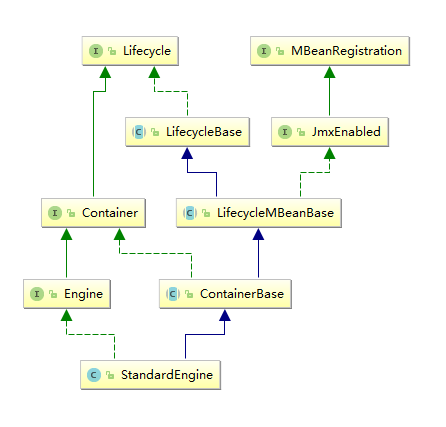 I Lifecycle
I MBeanRegistration
C LifecycleBase
I JmxEnabled
I Container
C LifecycleMBeanBase
I Engine
C ContainerBase
C StandardEngine